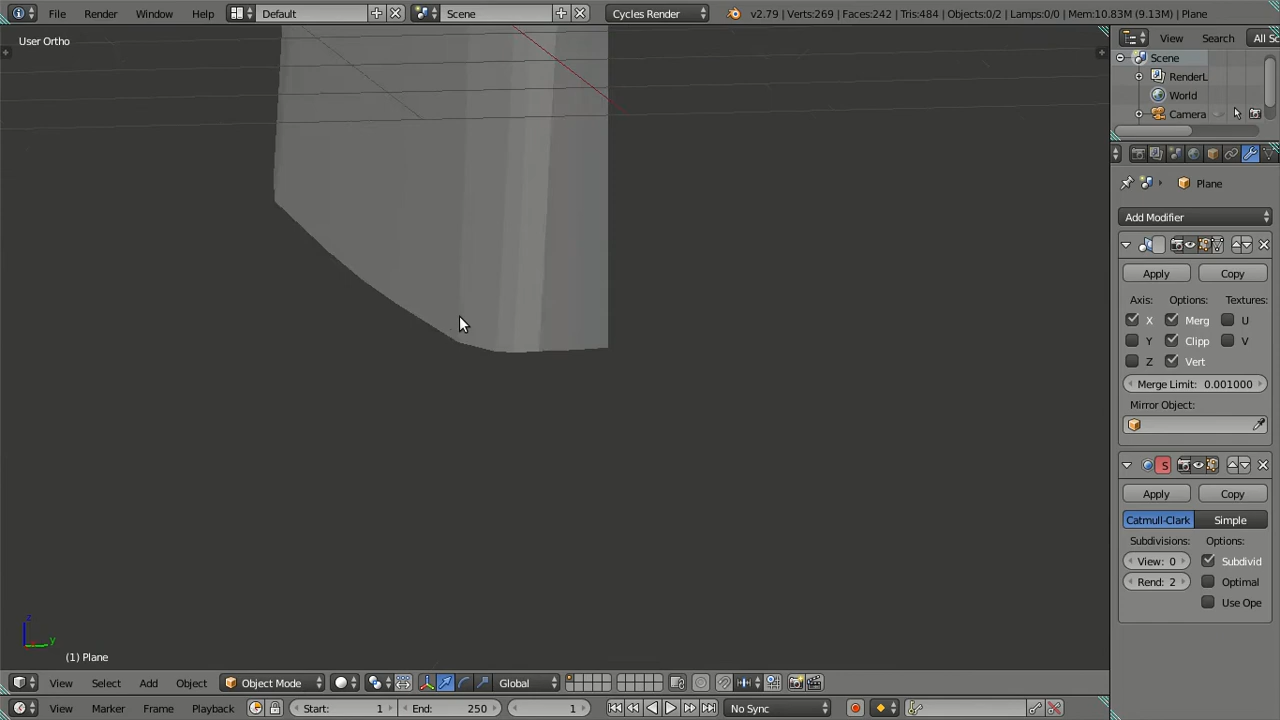 File Render Window Help Default Scene Cycles Render v2.79 | Verts:269 | Faces:242 | Tris:484 | Objects:0/2 | Lamps:0/0 | Mem:10.83M (9.13M) | Plane
User Ortho
View Search All Sc
Scene
RenderL
World
Camera
Plane
Add Modifier
Apply Copy
Axis: Options: Textures:
X Merg U
Y Clipp V
Z Vert
Merge Limit: 0.001000
Mirror Object:
S
Apply Copy
Catmull-Clark Simple
Subdivisions: Options:
View: 0 Subdivid
Rend: 2 Optimal
Use Ope
z
y
(1) Plane
View Select Add Object Object Mode Global
View Marker Frame Playback Start: 1 End: 250 1 No Sync